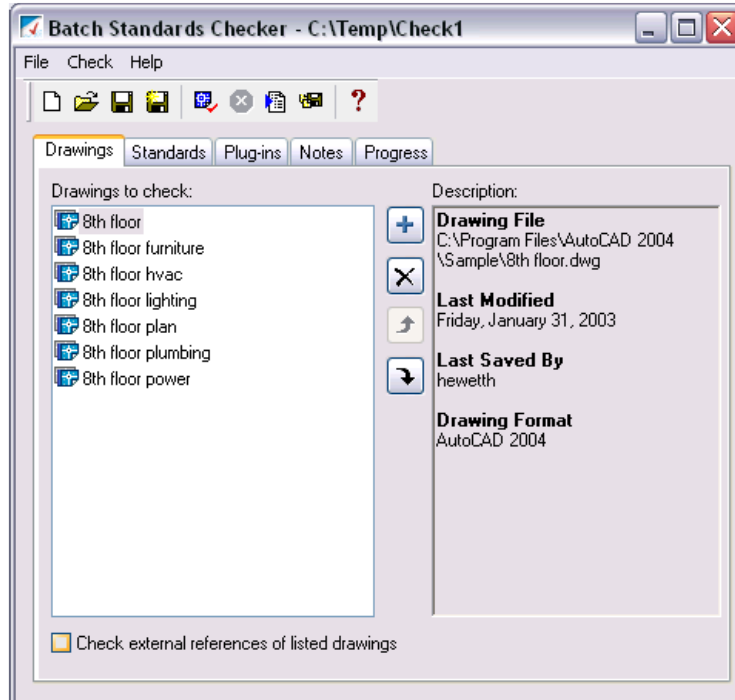 Batch Standards Checker - C:\Temp\Check1
File Check Help
?
Drawings Standards Plug-ins Notes Progress
Drawings to check:
8th floor
8th floor furniture
8th floor hvac
8th floor lighting
8th floor plan
8th floor plumbing
8th floor power
Description:
Drawing File
C:\Program Files\AutoCAD 2004
\Sample\8th floor.dwg
Last Modified
Friday, January 31, 2003
Last Saved By
hewetth
Drawing Format
AutoCAD 2004
Check external references of listed drawings